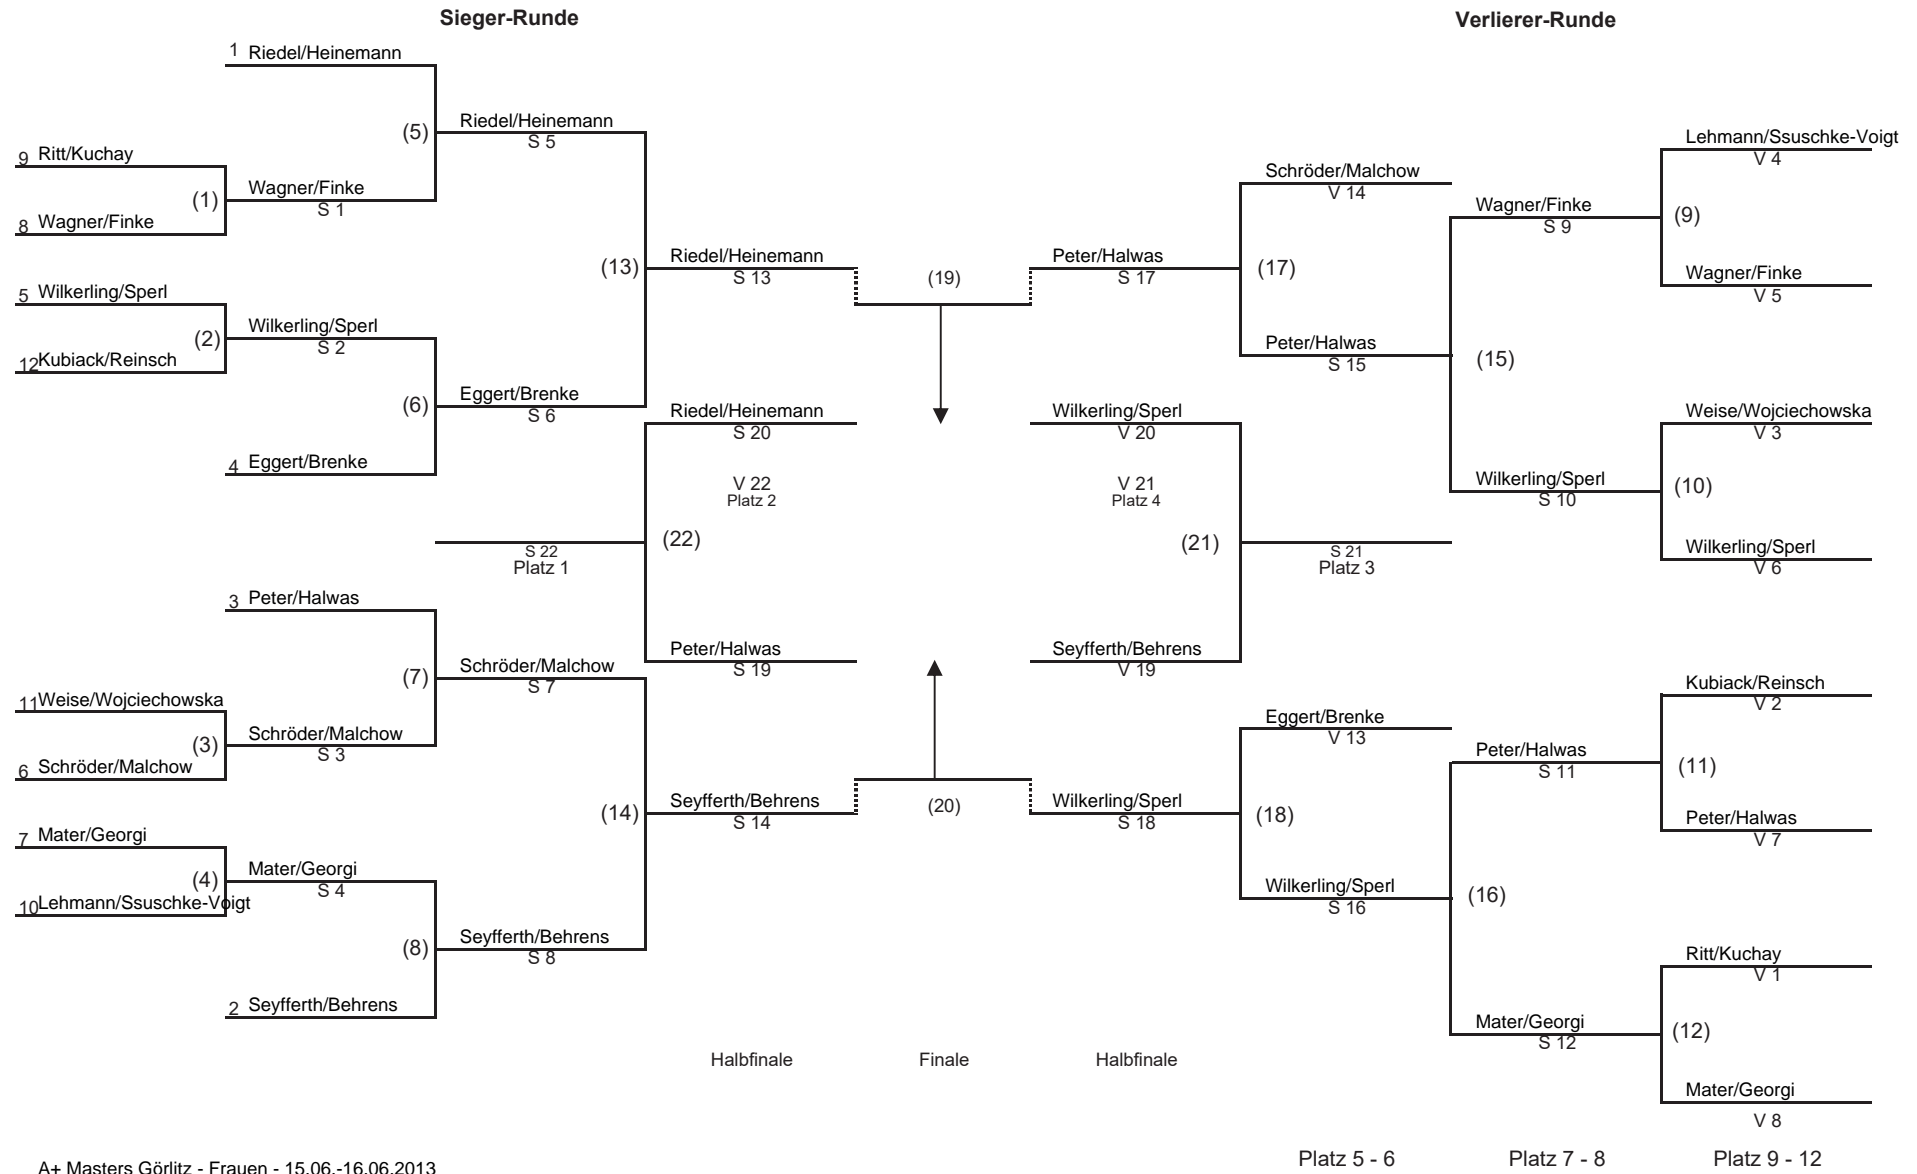 Sieger-Runde
Verlierer-Runde
1 Riedel/Heinemann
(5)
Riedel/Heinemann
S 5
9 Ritt/Kuchay
(1)
Wagner/Finke
S 1
8 Wagner/Finke
5 Wilkerling/Sperl
(2)
Wilkerling/Sperl
S 2
12 Kubiack/Reinsch
(6)
Eggert/Brenke
S 6
4 Eggert/Brenke
(13)
Riedel/Heinemann
S 13
(19)
Riedel/Heinemann
S 20
V 22
Platz 2
(22)
S 22
Platz 1
Peter/Halwas
S 19
3 Peter/Halwas
(7)
Schröder/Malchow
S 7
11 Weise/Wojciechowska
(3)
Schröder/Malchow
S 3
6 Schröder/Malchow
7 Mater/Georgi
(4)
Mater/Georgi
S 4
10 Lehmann/Ssuschke-Voigt
(8)
Seyfferth/Behrens
S 8
2 Seyfferth/Behrens
(14)
Seyfferth/Behrens
S 14
(20)
Peter/Halwas
S 17
Schröder/Malchow
V 14
(17)
Peter/Halwas
S 15
Wilkerling/Sperl
V 20
V 21
Platz 4
(21)
S 21
Platz 3
Seyfferth/Behrens
V 19
Eggert/Brenke
V 13
(18)
Wilkerling/Sperl
S 18
Wilkerling/Sperl
S 16
Lehmann/Ssuschke-Voigt
V 4
Wagner/Finke
S 9
(9)
Wagner/Finke
V 5
(15)
Weise/Wojciechowska
V 3
Wilkerling/Sperl
S 10
(10)
Wilkerling/Sperl
V 6
Kubiack/Reinsch
V 2
Peter/Halwas
S 11
(11)
Peter/Halwas
V 7
(16)
Ritt/Kuchay
V 1
Mater/Georgi
S 12
(12)
Mater/Georgi
V 8
Halbfinale
Finale
Halbfinale
Platz 5 - 6
Platz 7 - 8
Platz 9 - 12
A+ Masters Görlitz - Frauen - 15.06.-16.06.2013